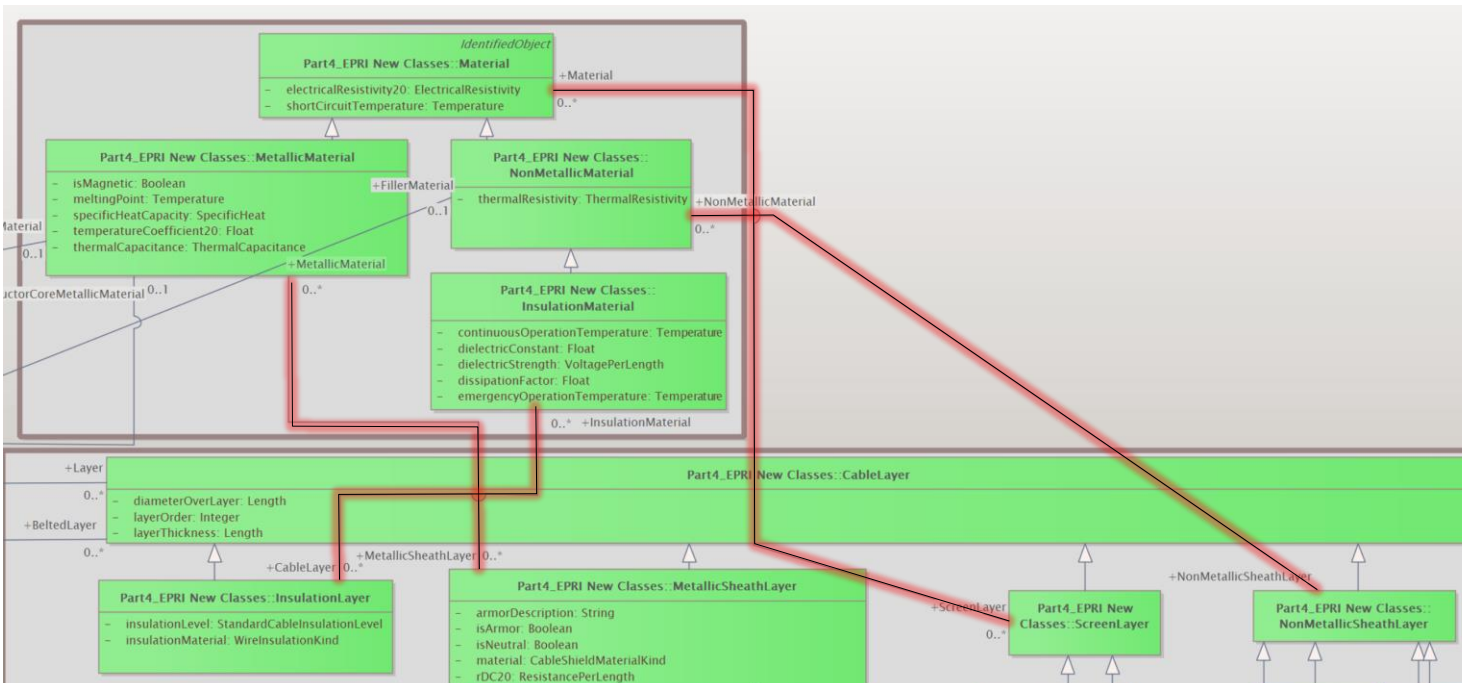 IdentifiedObject
Part4_EPRI New Classes::Material
- electricalResistivity20: ElectricalResistivity
- shortCircuitTemperature: Temperature
+Material
0..*
Part4_EPRI New Classes::MetallicMaterial
- isMagnetic: Boolean
- meltingPoint: Temperature
- specificHeatCapacity: SpecificHeat
- temperatureCoefficient20: Float
- thermalCapacitance: ThermalCapacitance
Part4_EPRI New Classes::
NonMetallicMaterial
- thermalResistivity: ThermalResistivity
+FillerMaterial
0..1
+NonMetallicMaterial
0..*
Material
0..1
+MetallicMaterial
0..*
uctorCoreMetallicMaterial
0..1
Part4_EPRI New Classes::
InsulationMaterial
- continuousOperationTemperature: Temperature
- dielectricConstant: Float
- dielectricStrength: VoltagePerLength
- dissipationFactor: Float
- emergencyOperationTemperature: Temperature
0..* +InsulationMaterial
+Layer
0..*
+BeltedLayer
0..*
Part4_EPRI New Classes::CableLayer
- diameterOverLayer: Length
- layerOrder: Integer
- layerThickness: Length
+CableLayer 0..*
+MetallicSheathLayer 0..*
+ScreenLayer
0..*
+NonMetallicSheathLayer
Part4_EPRI New Classes::InsulationLayer
- insulationLevel: StandardCableInsulationLevel
- insulationMaterial: WireInsulationKind
Part4_EPRI New Classes::MetallicSheathLayer
- armorDescription: String
- isArmor: Boolean
- isNeutral: Boolean
- material: CableShieldMaterialKind
- rDC20: ResistancePerLength
Part4_EPRI New
Classes::ScreenLayer
Part4_EPRI New Classes::
NonMetallicSheathLayer